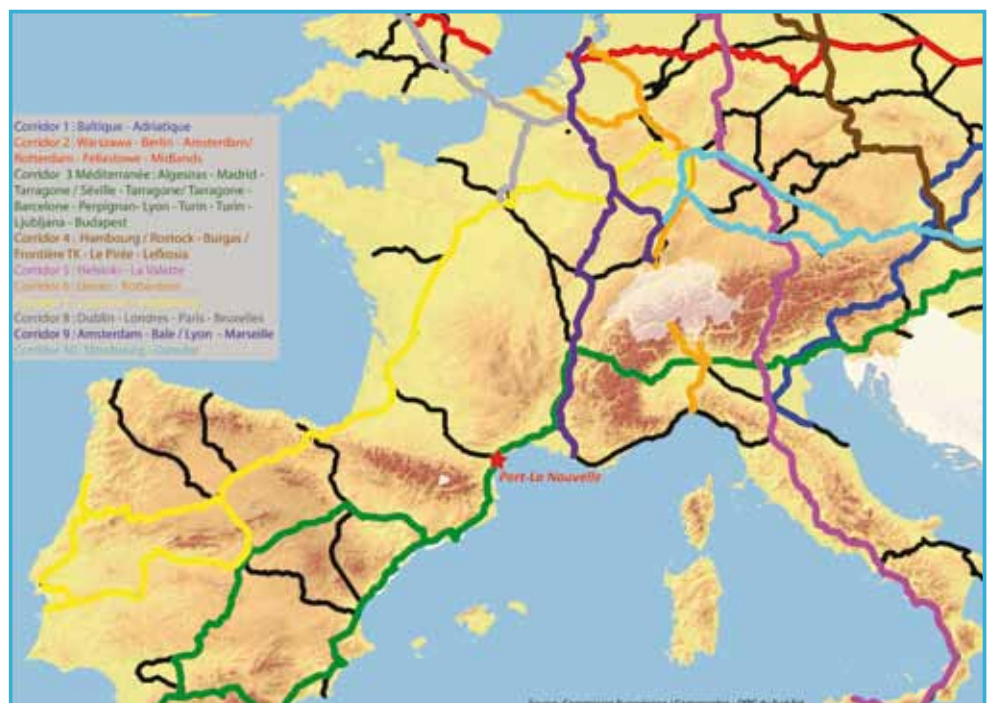 Corridor 1 : Baltique - Adriatique
Corridor 2 : Warszawa - Berlin - Amsterdam/
Rotterdam - Felixstowe - Midlands
Corridor 3 Méditerranée : Algesiras - Madrid -
Tarragone / Séville - Tarragone/ Tarragone -
Barcelone - Perpignan- Lyon - Turin - Turin -
Ljubljana - Budapest
Corridor 4 : Hambourg / Rostock - Burgas /
Frontière TK - Le Pirée - Lefkosia
Corridor 5 : Helsinki - La Valette
Corridor 6 : - Rotterdam
Corridor 8 : Dublin - Londres - Paris - Bruxelles
Corridor 9 : Amsterdam - Bale / Lyon - Marseille
Corridor 10 : Strasbourg - Danube
Port-La Nouvelle